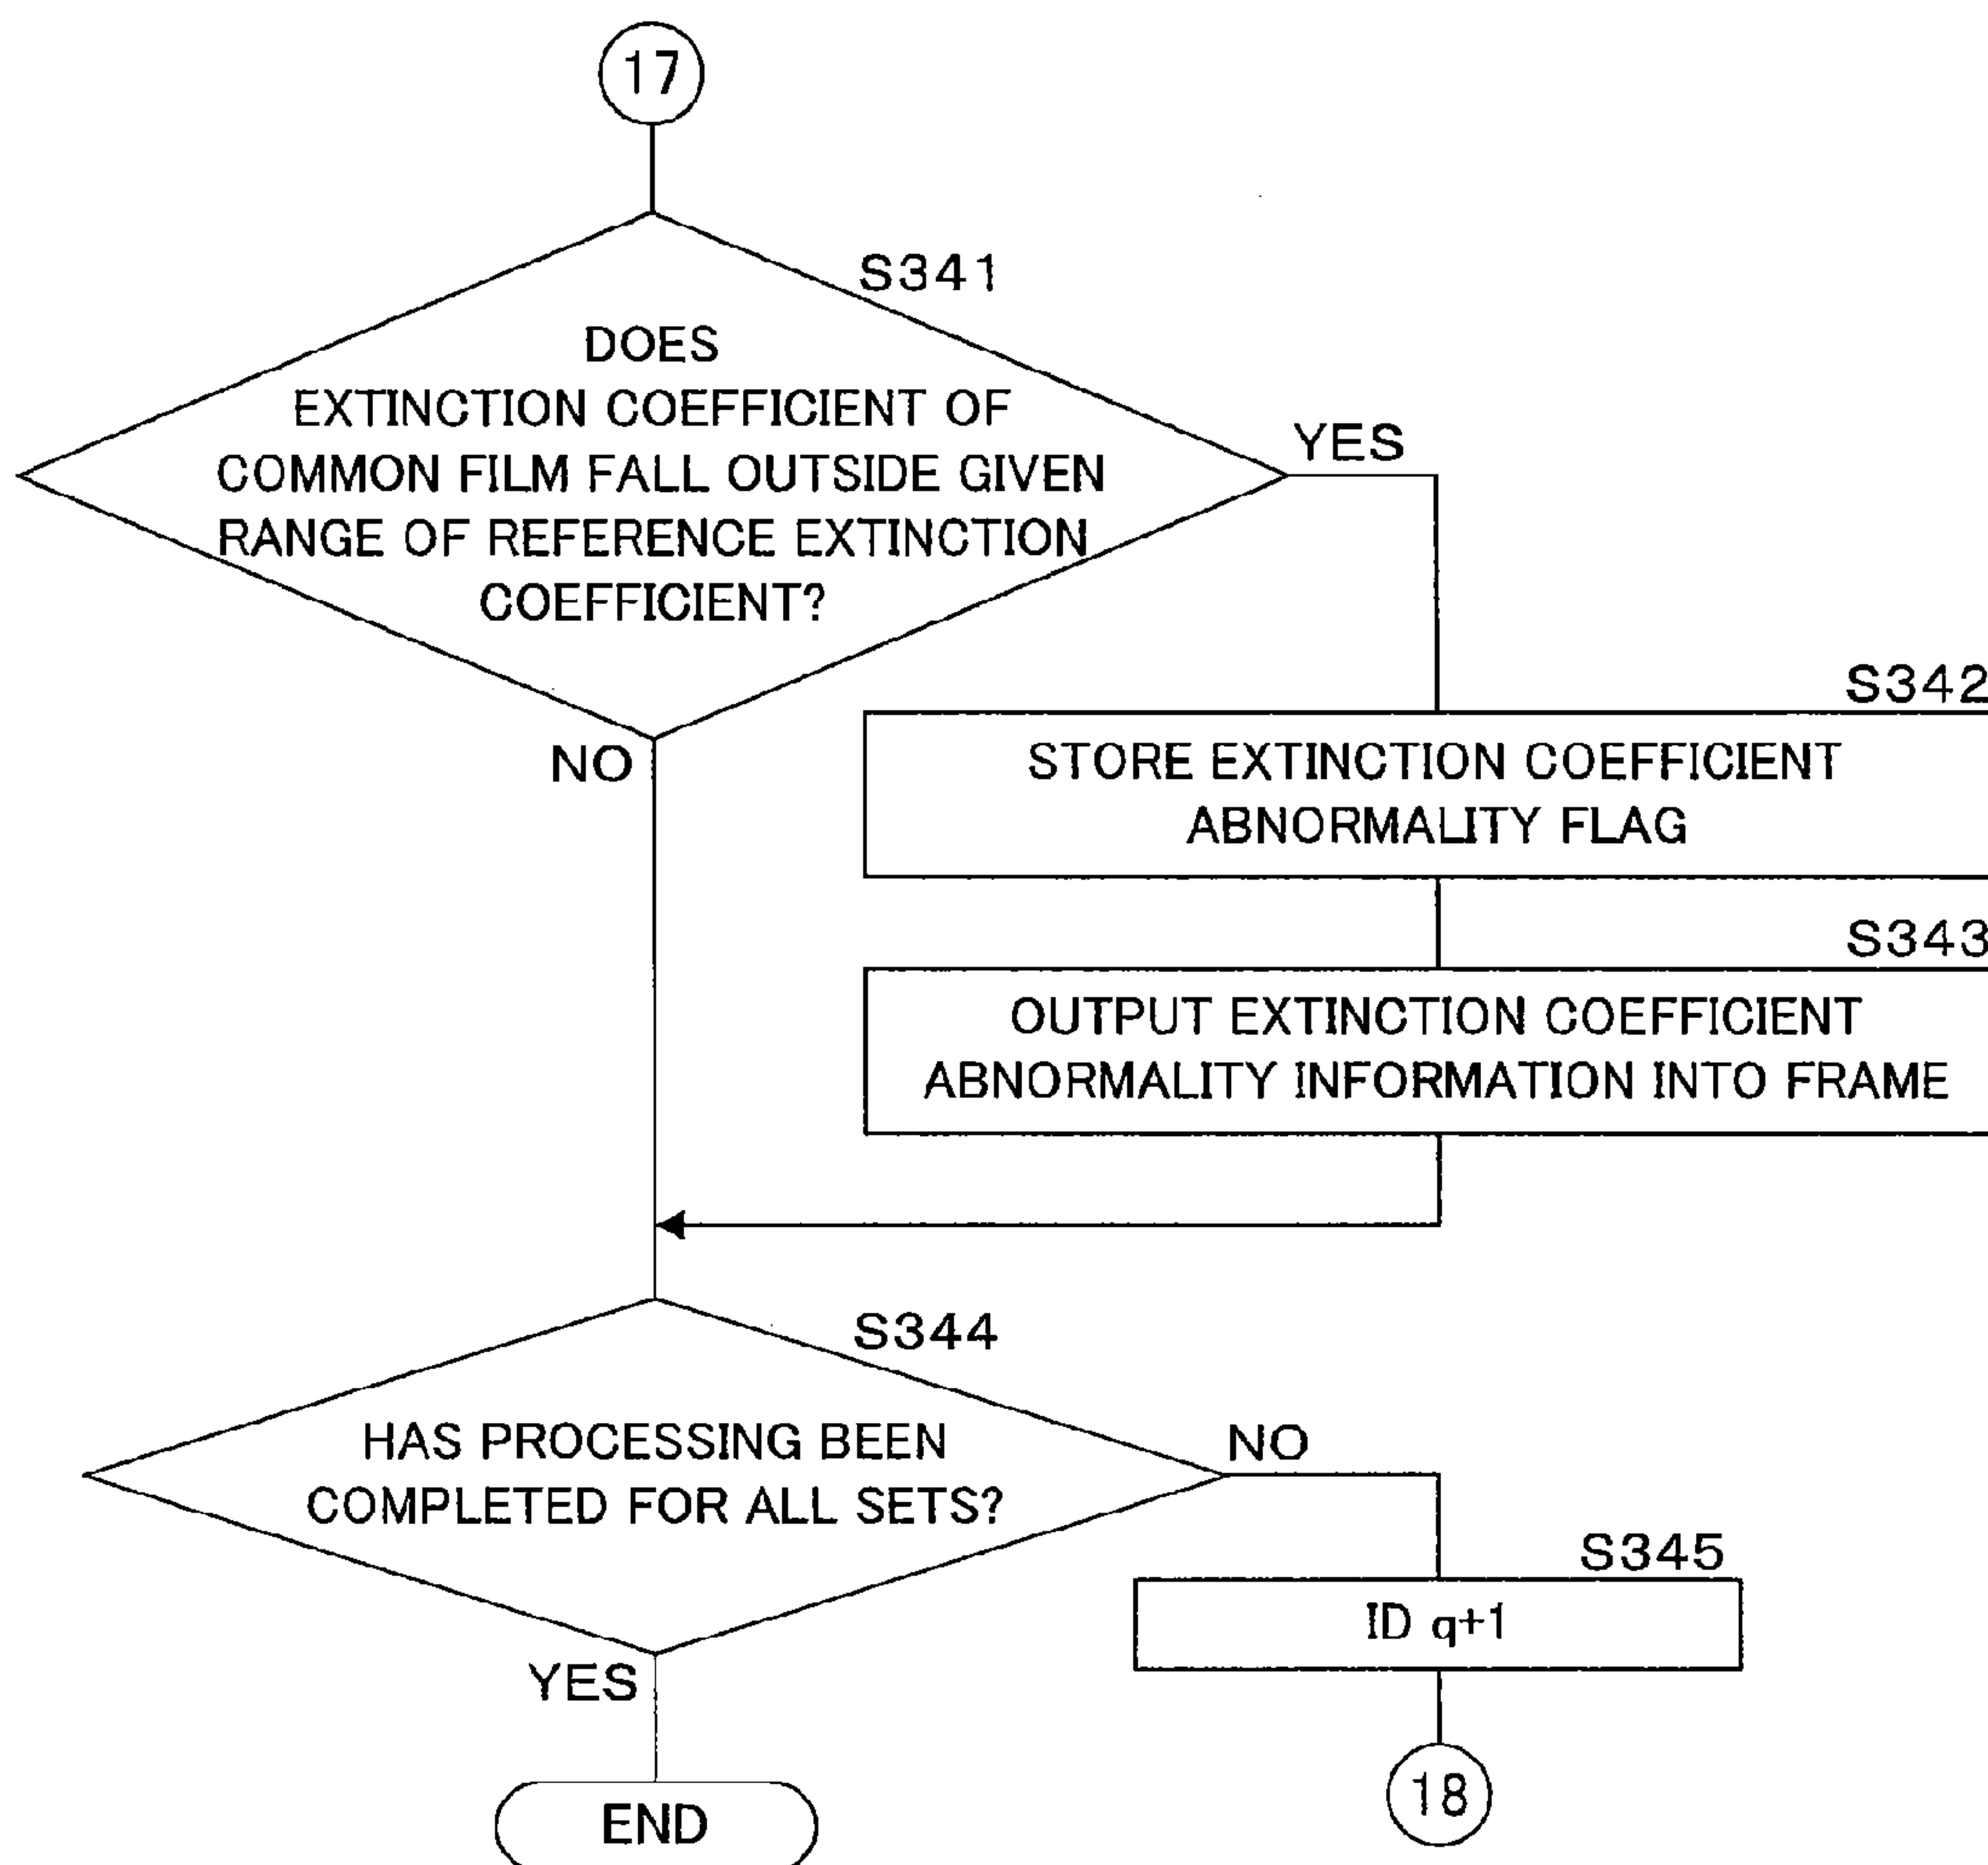 17
S341
DOES
EXTINCTION COEFFICIENT OF
COMMON FILM FALL OUTSIDE GIVEN
RANGE OF REFERENCE EXTINCTION
COEFFICIENT?
YES
NO
S342
STORE EXTINCTION COEFFICIENT
ABNORMALITY FLAG
S343
OUTPUT EXTINCTION COEFFICIENT
ABNORMALITY INFORMATION INTO FRAME
S344
HAS PROCESSING BEEN
COMPLETED FOR ALL SETS?
NO
YES
S345
ID q+1
18
END